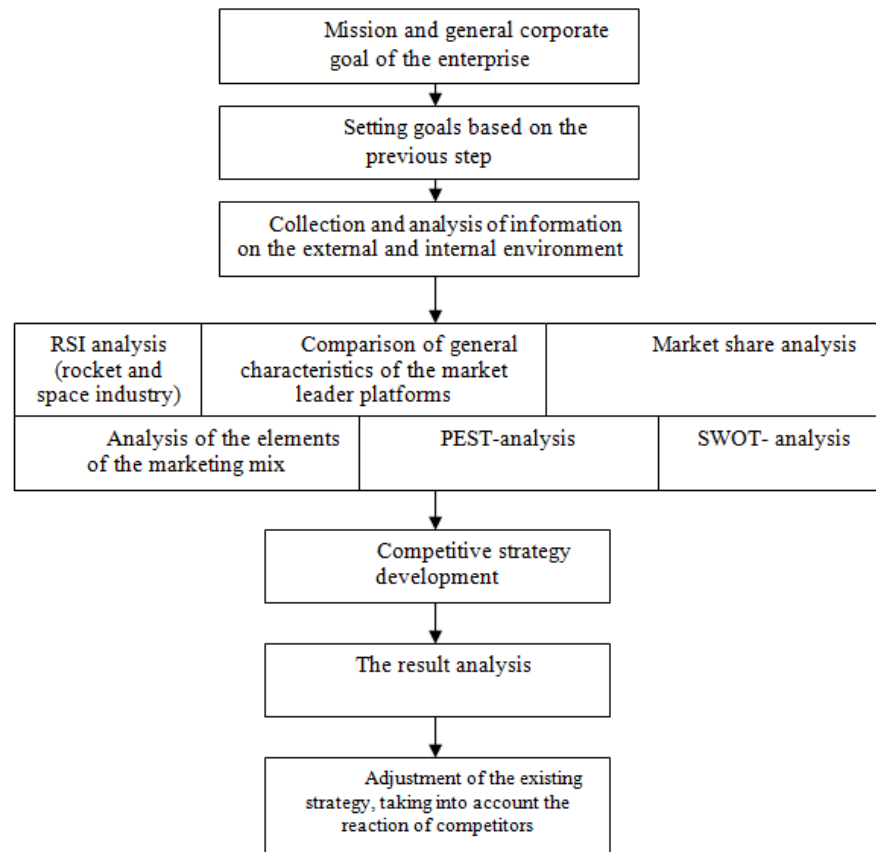 Mission and general corporate
goal of the enterprise
Setting goals based on the
previous step
Collection and analysis of information
on the external and internal environment
RSI analysis
(rocket and
space industry)
Comparison of general
characteristics of the market
leader platforms
Market share analysis
Analysis of the elements
of the marketing mix
PEST-analysis
SWOT- analysis
Competitive strategy
development
The result analysis
Adjustment of the existing
strategy, taking into account the
reaction of competitors